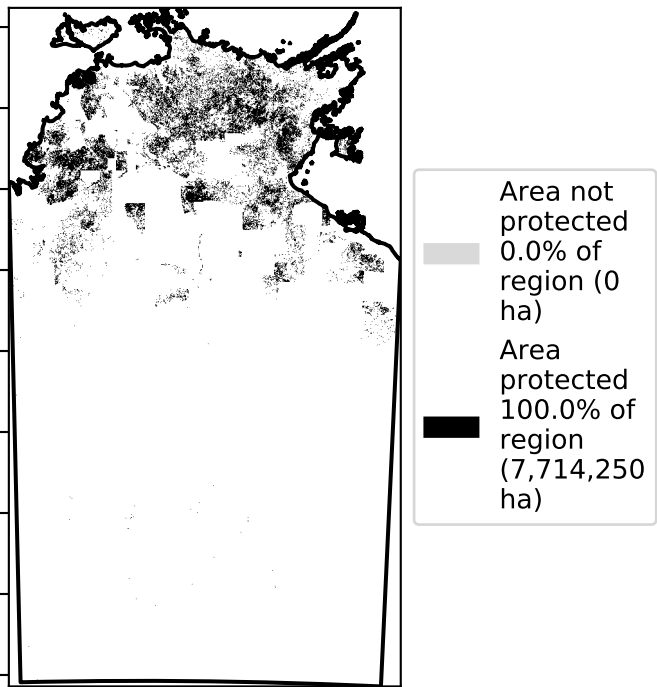 Area not
protected
0.0% of
region (0
ha)
Area
protected
100.0% of
region
(7,714,250
ha)